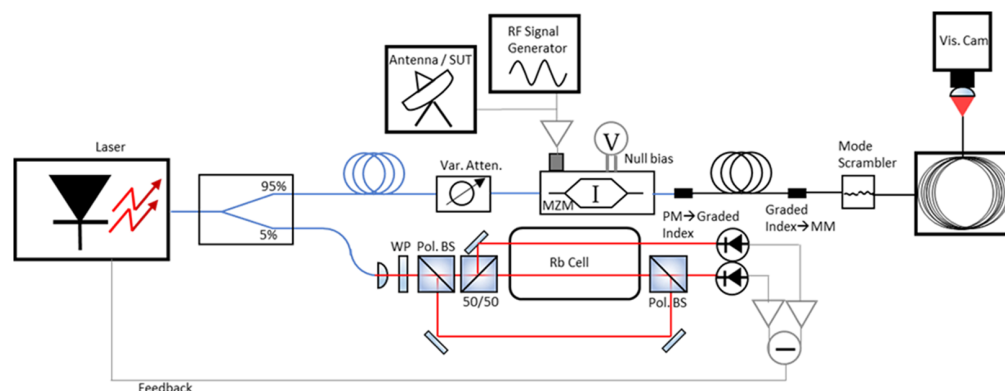 RF Signal
Generator
Vis. Cam
Antenna / SUT
Laser
Var. Atten.
V
Null bias
Mode
Scrambler
95%
MZM
I
5%
PM→Graded
Index
Graded
Index→MM
WP
Pol. BS
Rb Cell
50/50
Pol. BS
Feedback